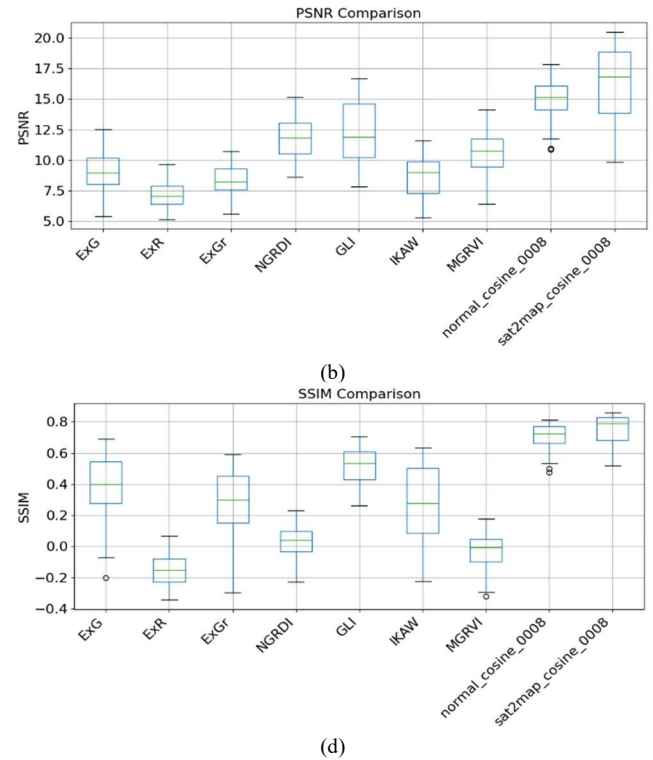 PSNR Comparison
20.0
17.5
15.0
12.5
10.0
7.5
5.0
PSNR
ExG
ExR
ExGr
NGRDI
GLI
IKAW
MGRVI
normal_cosine_0008
sat2map_cosine_0008
(b)
SSIM Comparison
0.8
0.6
0.4
0.2
0.0
−0.2
−0.4
SSIM
ExG
ExR
ExGr
NGRDI
GLI
IKAW
MGRVI
normal_cosine_0008
sat2map_cosine_0008
(d)